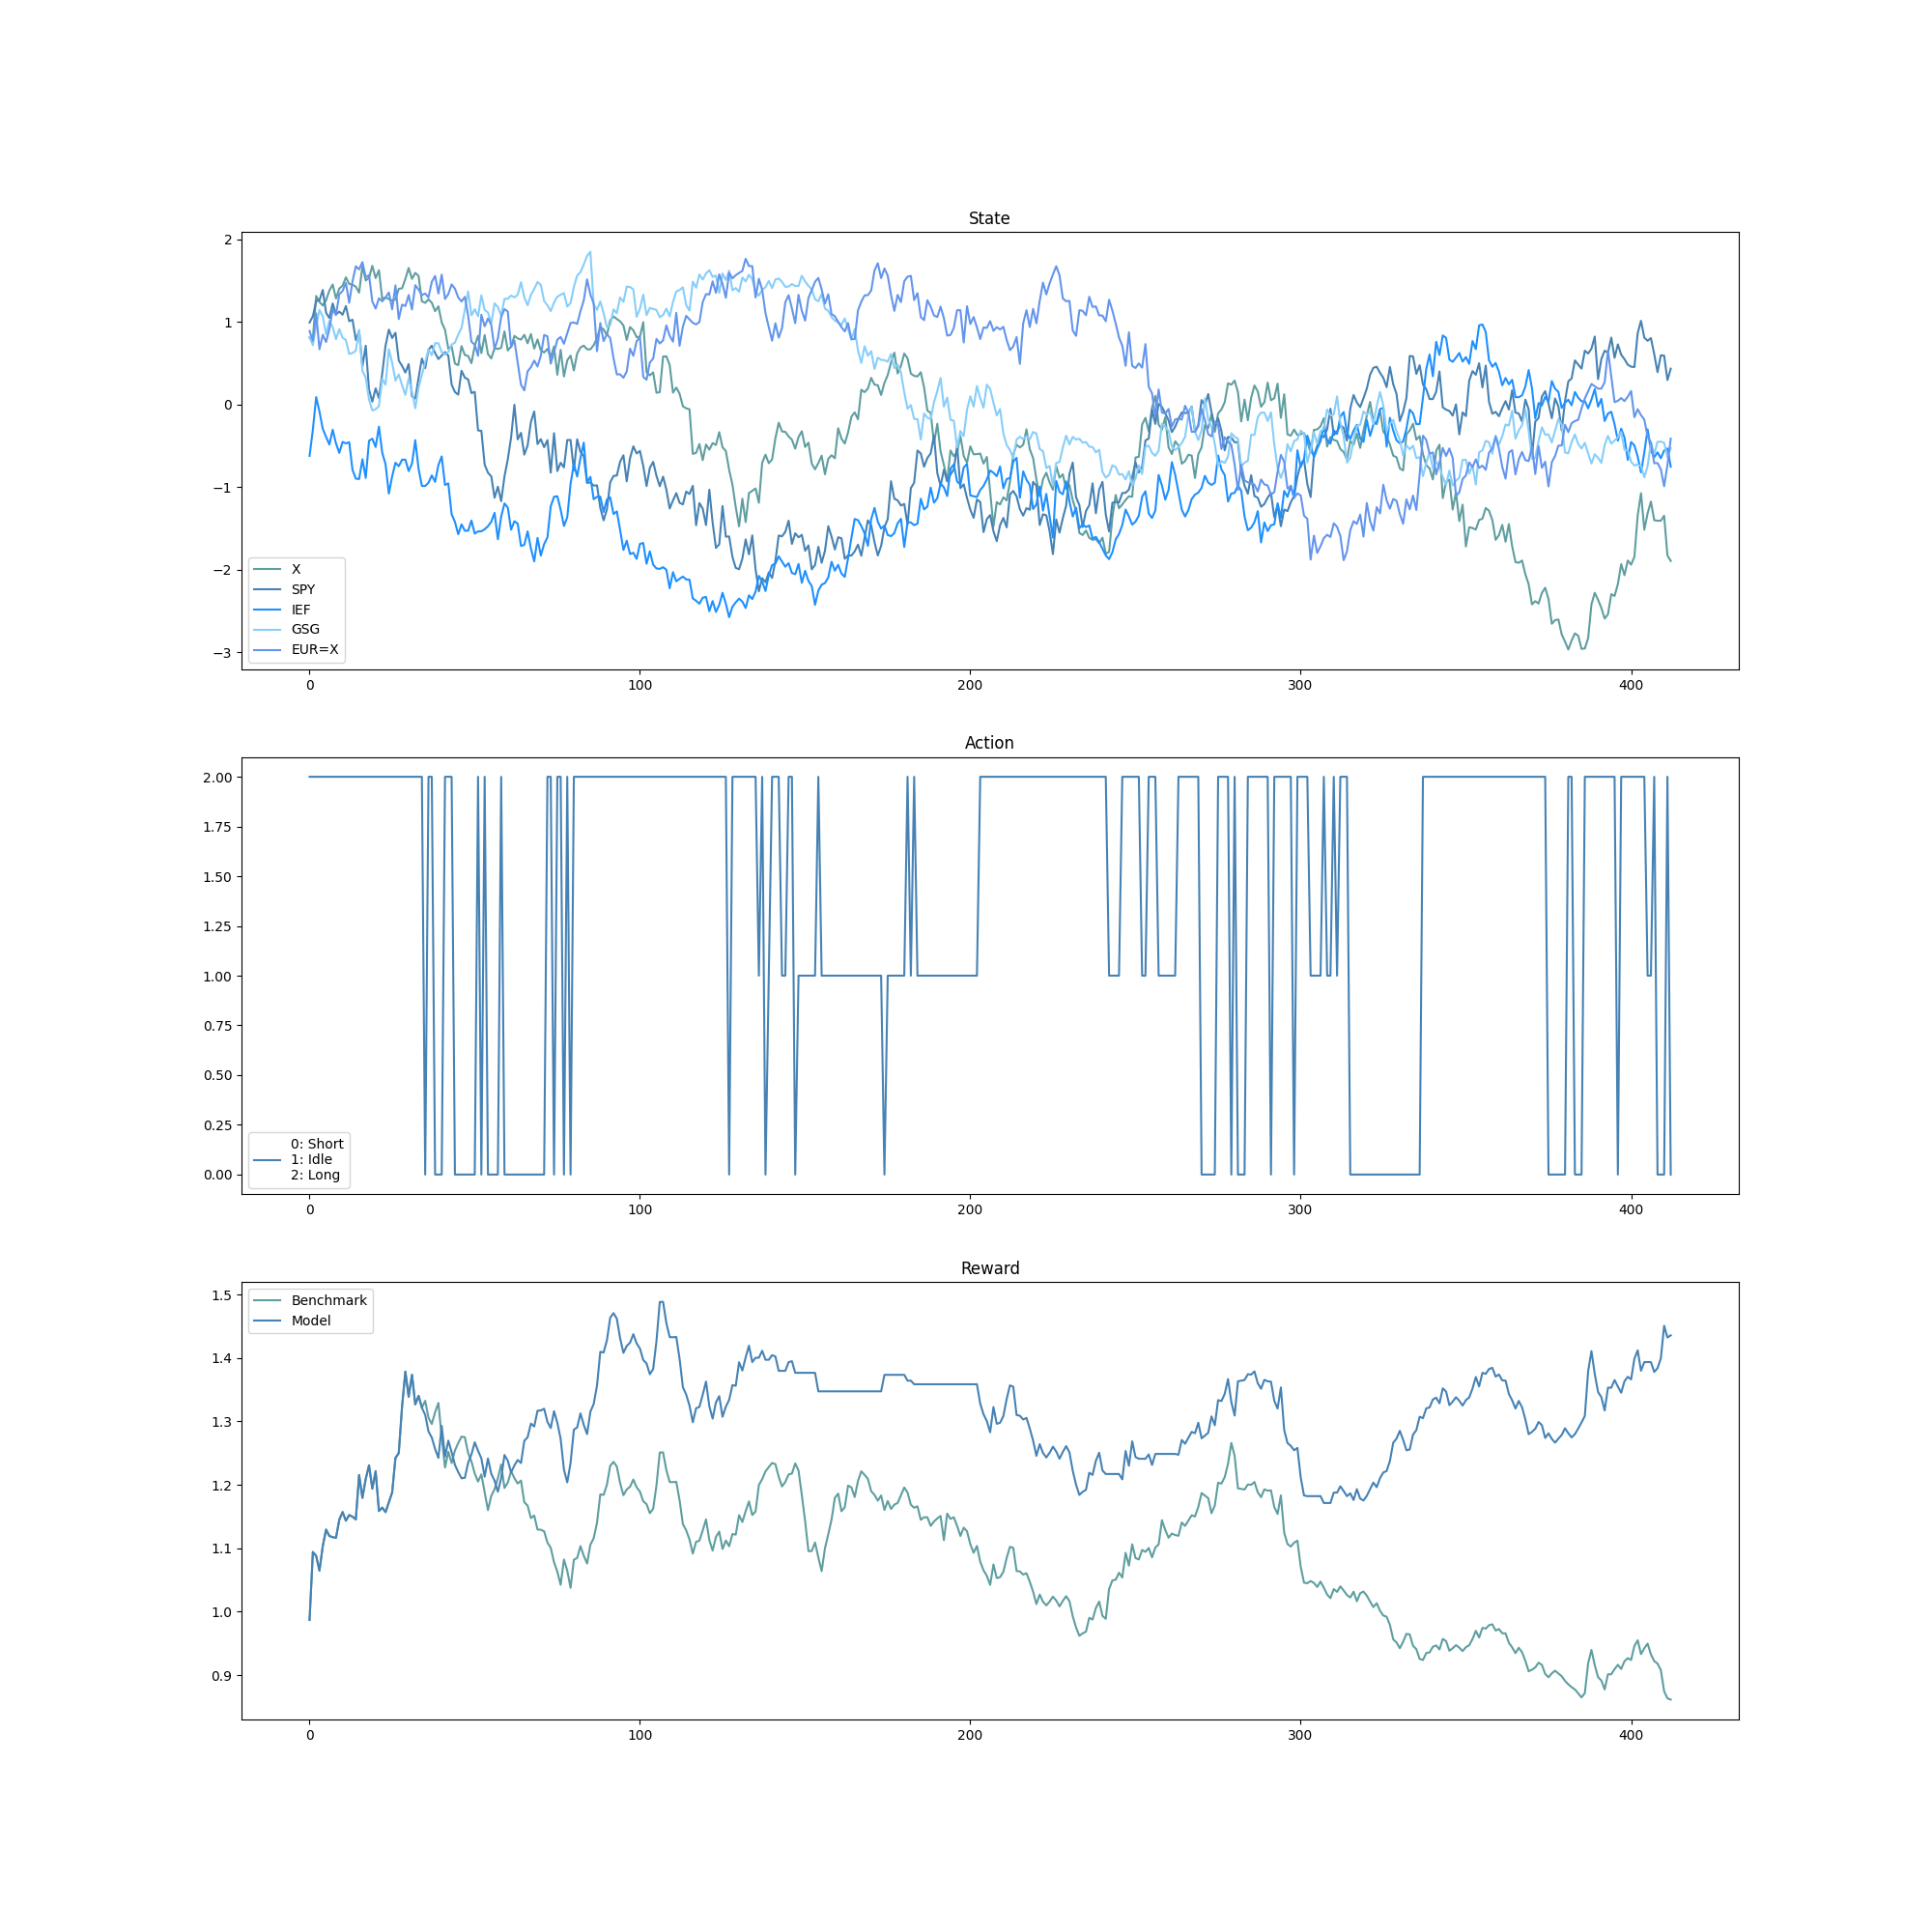 State
2
1
0
−1
−2
−3
X
SPY
IEF
GSG
EUR=X
0 100 200 300 400
Action
2.00
1.75
1.50
1.25
1.00
0.75
0.50
0.25
0.00
0: Short
1: Idle
2: Long
0 100 200 300 400
Reward
1.5
1.4
1.3
1.2
1.1
1.0
0.9
Benchmark
Model
0 100 200 300 400